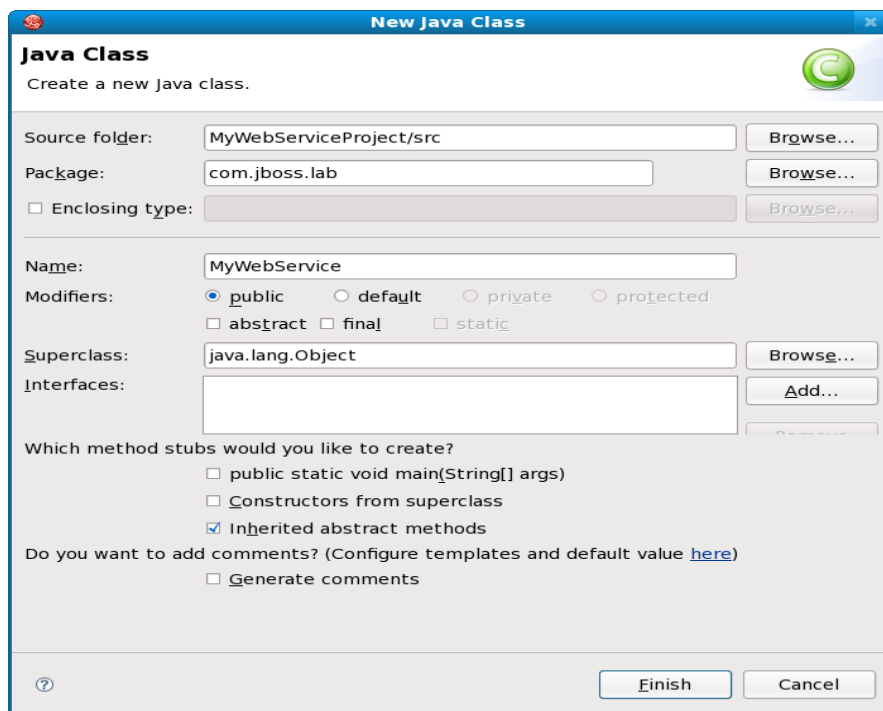 New Java Class
Java Class
Create a new Java class.
Source folder: MyWebServiceProject/src Browse...
Package: com.jboss.lab Browse...
Enclosing type: Browse...
Name: MyWebService
Modifiers: public default private protected
abstract final static
Superclass: java.lang.Object Browse...
Interfaces: Add...
Which method stubs would you like to create?
public static void main(String[] args)
Constructors from superclass
Inherited abstract methods
Do you want to add comments? (Configure templates and default value here)
Generate comments
Finish Cancel